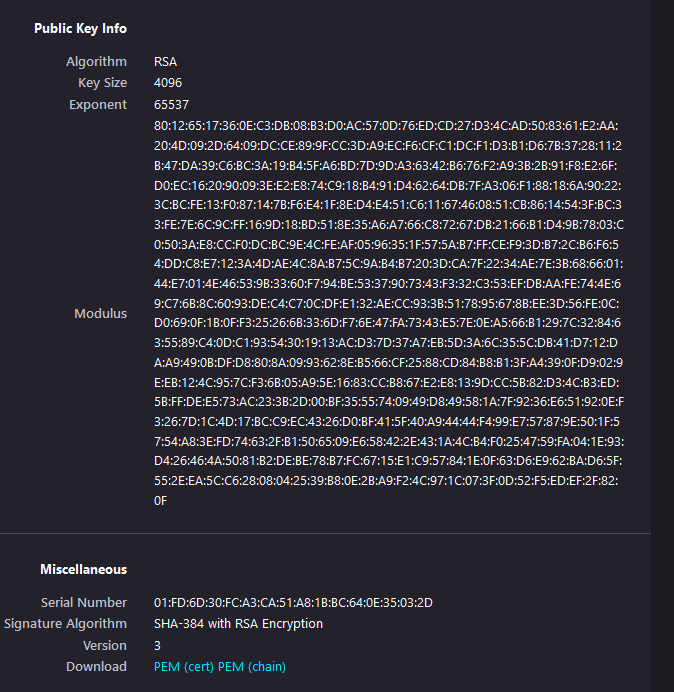 Public Key Info
Algorithm RSA
Key Size 4096
Exponent 65537
Modulus
80:12:65:17:36:0E:C3:DB:08:B3:D0:AC:57:0D:76:ED:CD:27:D3:4C:AD:50:83:61:E2:AA:
20:4D:09:2D:64:09:DC:CE:89:9F:CC:3D:A9:EC:F6:CF:C1:DC:F1:D3:B1:D6:7B:37:28:11:2
B:47:DA:39:C6:BC:3A:19:B4:5F:A6:BD:7D:9D:A3:63:42:B6:76:F2:A9:3B:2B:91:F8:E2:6F:
D0:EC:16:20:90:09:3E:E2:E8:74:C9:18:B4:91:D4:62:64:DB:7F:A3:06:F1:88:18:6A:90:22:
3C:BC:FE:13:F0:87:14:7B:F6:E4:1F:8E:D4:E4:51:C6:11:67:46:08:51:CB:86:14:54:3F:BC:3
3:FE:7E:6C:9C:FF:16:9D:18:BD:51:8E:35:A6:A7:66:C8:72:67:DB:21:66:B1:D4:9B:78:03:C
0:50:3A:E8:CC:F0:DC:BC:9E:4C:FE:AF:05:96:35:1F:57:5A:B7:FF:CE:F9:3D:B7:2C:B6:F6:5
4:DD:C8:E7:12:3A:4D:AE:4C:8A:B7:5C:9A:B4:B7:20:3D:CA:7F:22:34:AE:7E:3B:68:66:01:
44:E7:01:4E:46:53:9B:33:60:F7:94:BE:53:37:90:73:43:F3:32:C3:53:EF:DB:AA:FE:74:4E:6
9:C7:6B:8C:60:93:DE:C4:C7:0C:DF:E1:32:AE:CC:93:3B:51:78:95:67:8B:EE:3D:56:FE:0C:
D0:69:0F:1B:0F:F3:25:26:6B:33:6D:F7:6E:47:FA:73:43:E5:7E:0E:A5:66:B1:29:7C:32:84:6
3:55:89:C4:0D:C1:93:54:30:19:13:AC:D3:7D:37:A7:EB:5D:3A:6C:35:5C:DB:41:D7:12:D
A:A9:49:0B:DF:D8:80:8A:09:93:62:8E:B5:66:CF:25:88:CD:84:B8:B1:3F:A4:39:0F:D9:02:9
E:EB:12:4C:95:7C:F3:6B:05:A9:5E:16:83:CC:B8:67:E2:E8:13:9D:CC:5B:82:D3:4C:B3:ED:
5B:FF:DE:E5:73:AC:23:3B:2D:00:BF:35:55:74:09:49:D8:49:58:1A:7F:92:36:E6:51:92:0E:F
3:26:7D:1C:4D:17:BC:C9:EC:43:26:D0:BF:41:5F:40:A9:44:44:F4:99:E7:57:87:9E:50:1F:5
7:54:A8:3E:FD:74:63:2F:B1:50:65:09:E6:58:42:2E:43:1A:4C:B4:F0:25:47:59:FA:04:1E:93:
D4:26:46:4A:50:81:B2:DE:BE:78:B7:FC:67:15:E1:C9:57:84:1E:0F:63:D6:E9:62:BA:D6:5F:
55:2E:EA:5C:C6:28:08:04:25:39:B8:0E:2B:A9:F2:4C:97:1C:07:3F:0D:52:F5:ED:EF:2F:82:
0F
Miscellaneous
Serial Number 01:FD:6D:30:FC:A3:CA:51:A8:1B:BC:64:0E:35:03:2D
Signature Algorithm SHA-384 with RSA Encryption
Version 3
Download PEM (cert) PEM (chain)